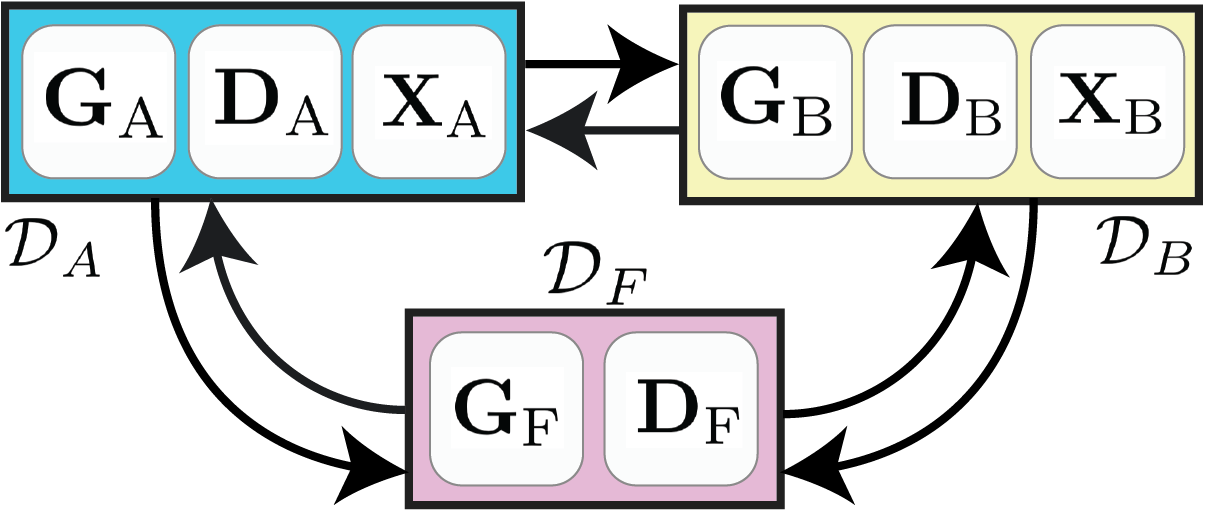 G_A D_A X_A G_B D_B X_B
𝒟_A 𝒟_F 𝒟_B
G_F D_F